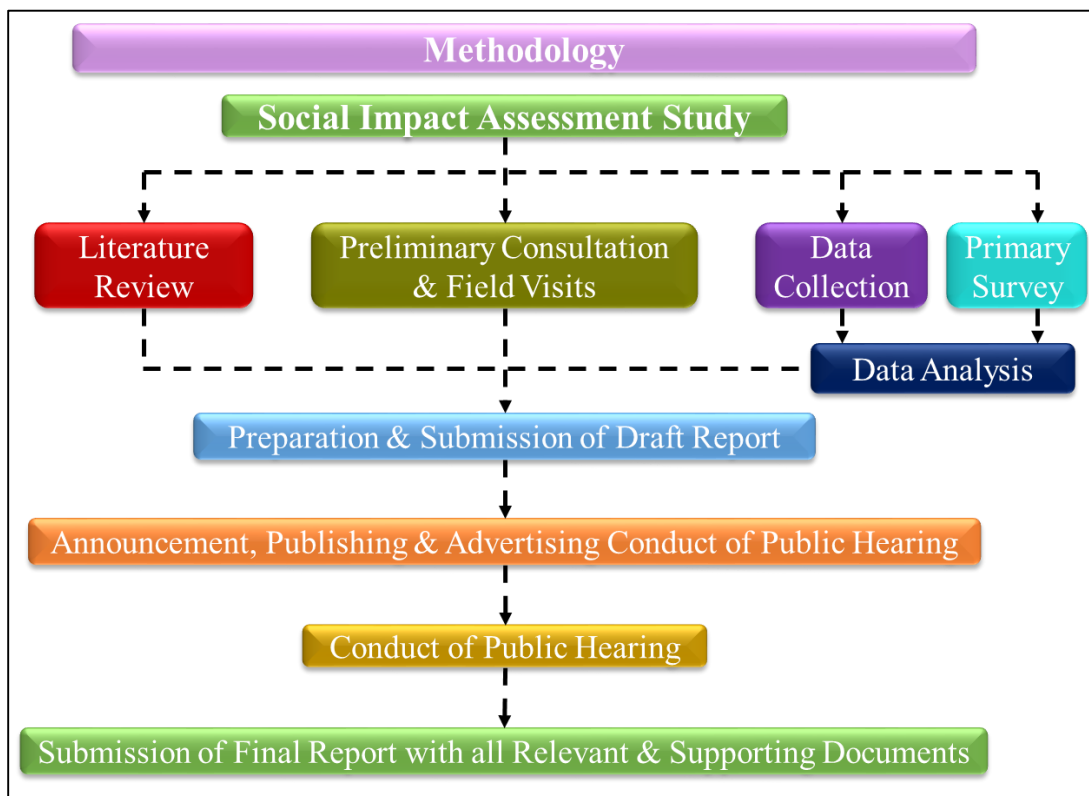 Methodology
Social Impact Assessment Study
Literature
Review
Preliminary Consultation
& Field Visits
Data
Collection
Primary
Survey
Data Analysis
Preparation & Submission of Draft Report
Announcement, Publishing & Advertising Conduct of Public Hearing
Conduct of Public Hearing
Submission of Final Report with all Relevant & Supporting Documents